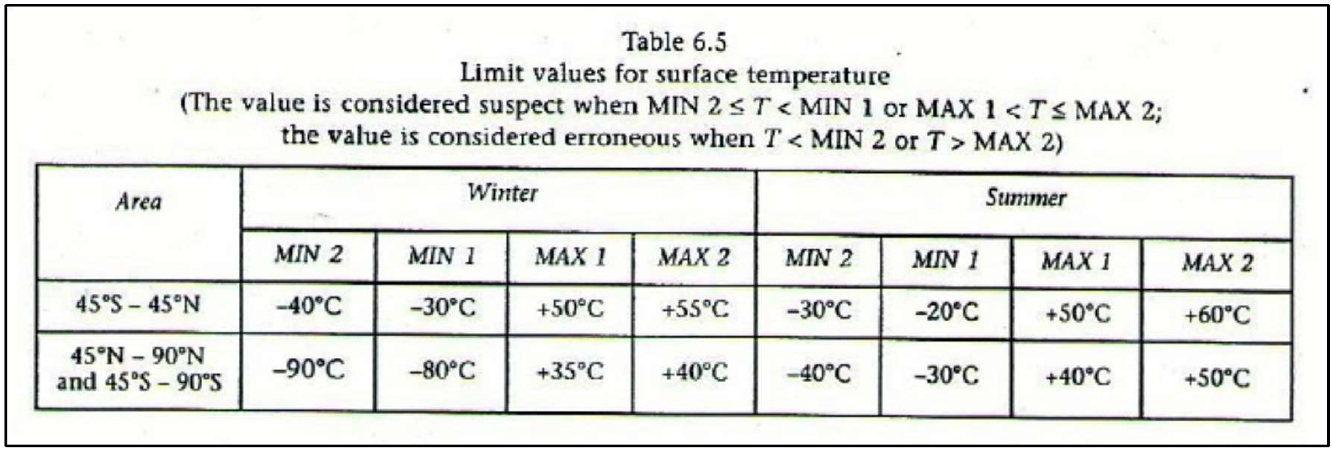 Table 6.5
Limit values for surface temperature
(The value is considered suspect when MIN 2 ≤ T < MIN 1 or MAX 1 < T ≤ MAX 2;
the value is considered erroneous when T < MIN 2 or T > MAX 2)
Area Winter Summer
MIN 2 MIN 1 MAX 1 MAX 2 MIN 2 MIN 1 MAX 1 MAX 2
45°S – 45°N –40°C –30°C +50°C +55°C –30°C –20°C +50°C +60°C
45°N – 90°N
and 45°S – 90°S –90°C –80°C +35°C +40°C –40°C –30°C +40°C +50°C